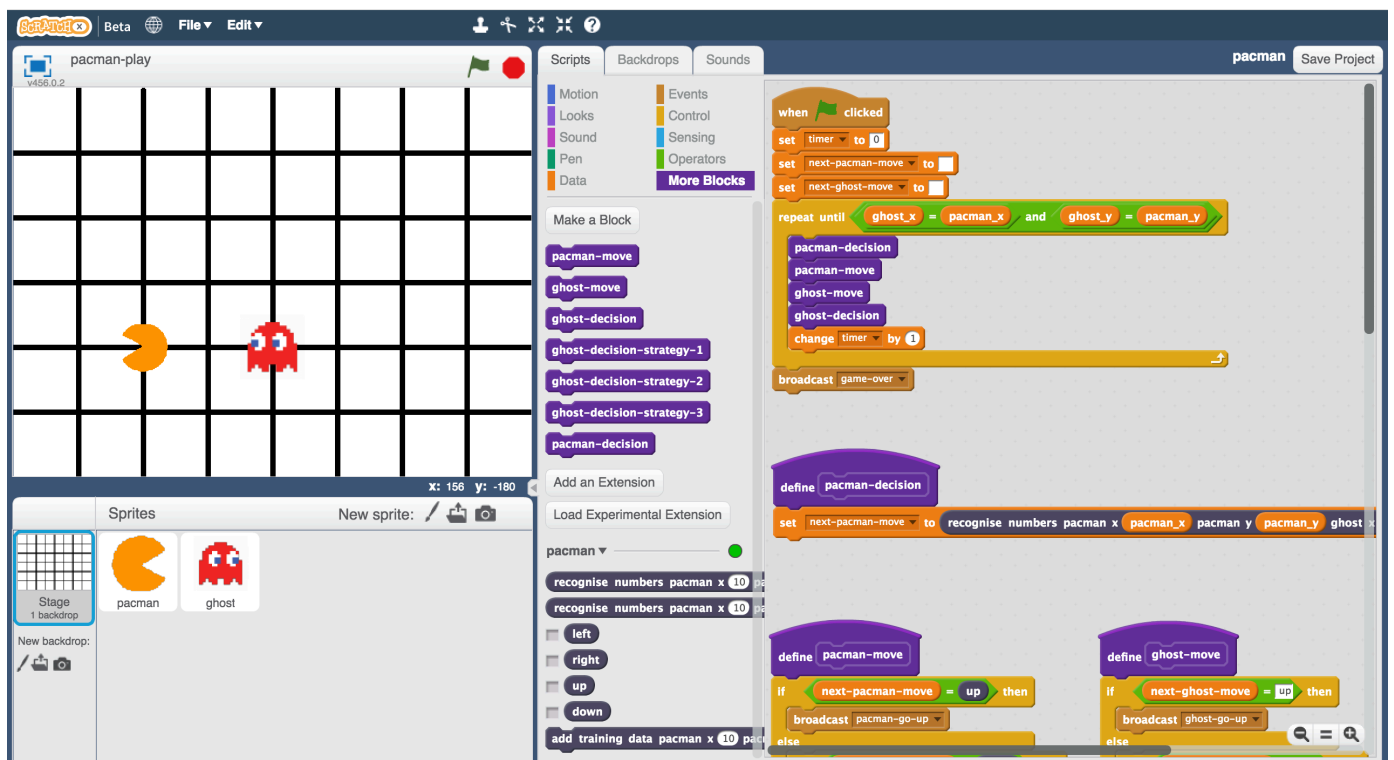 SCRATCH X Beta File▼ Edit▼
pacman-play
v456.0.2
x: 156 y: -180
Sprites New sprite:
Stage
1 backdrop
pacman
ghost
New backdrop:
Scripts Backdrops Sounds
pacman Save Project
Motion Events
Looks Control
Sound Sensing
Pen Operators
Data More Blocks
Make a Block
pacman-move
ghost-move
ghost-decision
ghost-decision-strategy-1
ghost-decision-strategy-2
ghost-decision-strategy-3
pacman-decision
Add an Extension
Load Experimental Extension
pacman▼
recognise numbers pacman x 10 pa
recognise numbers pacman x 10 pa
left
right
up
down
add training data pacman x 10 pac
when clicked
set timer to 0
set next-pacman-move to
set next-ghost-move to
repeat until ghost_x = pacman_x and ghost_y = pacman_y
pacman-decision
pacman-move
ghost-move
ghost-decision
change timer by 1
broadcast game-over
define pacman-decision
set next-pacman-move to recognise numbers pacman x pacman_x pacman y pacman_y ghost x
define pacman-move
if next-pacman-move = up then
broadcast pacman-go-up
else
define ghost-move
if next-ghost-move = up then
broadcast ghost-go-up
else